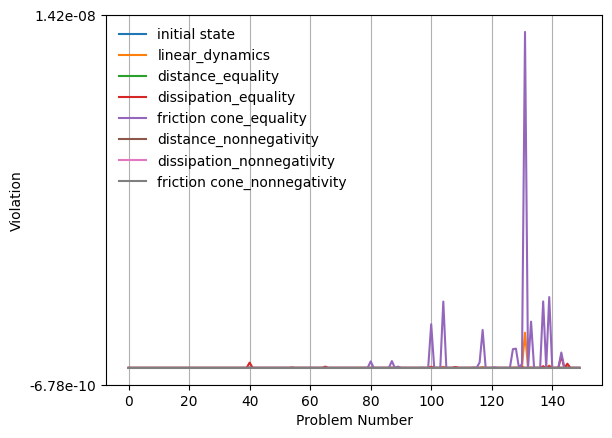 1.42e-08
initial state
linear_dynamics
distance_equality
dissipation_equality
friction cone_equality
distance_nonnegativity
dissipation_nonnegativity
friction cone_nonnegativity
Violation
-6.78e-10
0 20 40 60 80 100 120 140
Problem Number